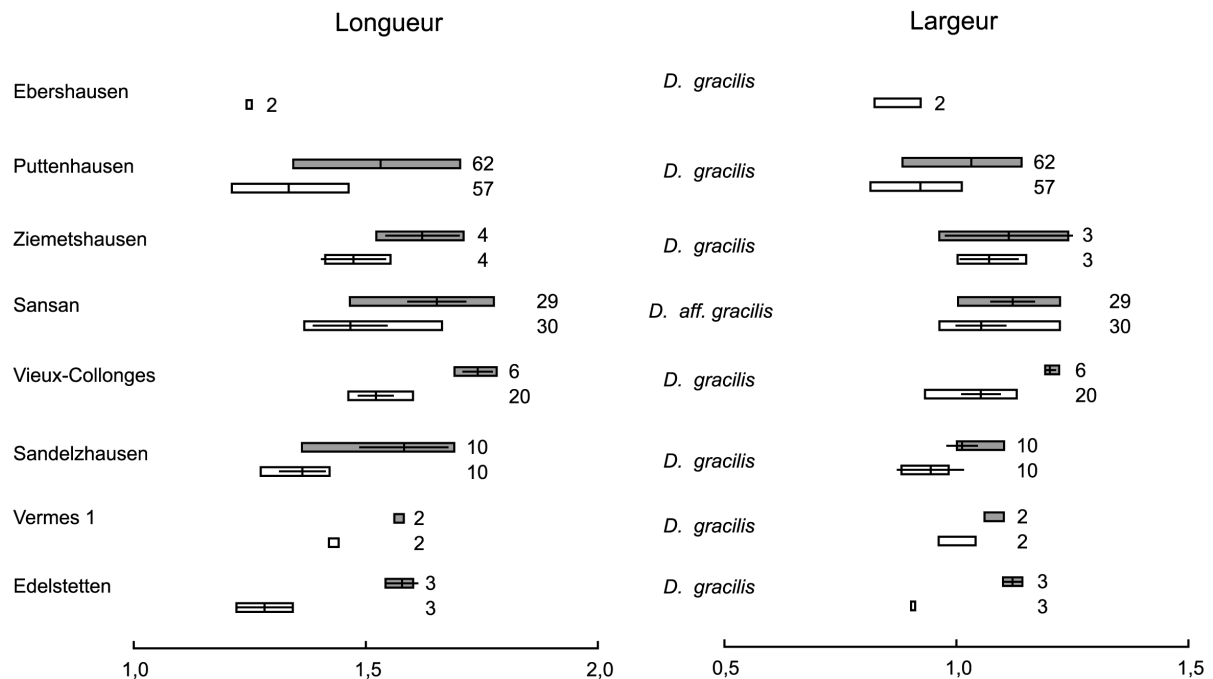 Longueur Largeur
Ebershausen D. gracilis
2 2
Puttenhausen 62 D. gracilis 62
57 57
Ziemetshausen 4 D. gracilis 3
4 3
Sansan 29 D. aff. gracilis 29
30 30
Vieux-Collonges 6 D. gracilis 6
20 20
Sandelzhausen 10 D. gracilis 10
10 10
Vermes 1 2 D. gracilis 2
2 2
Edelstetten 3 D. gracilis 3
3 3
1,0 1,5 2,0 0,5 1,0 1,5